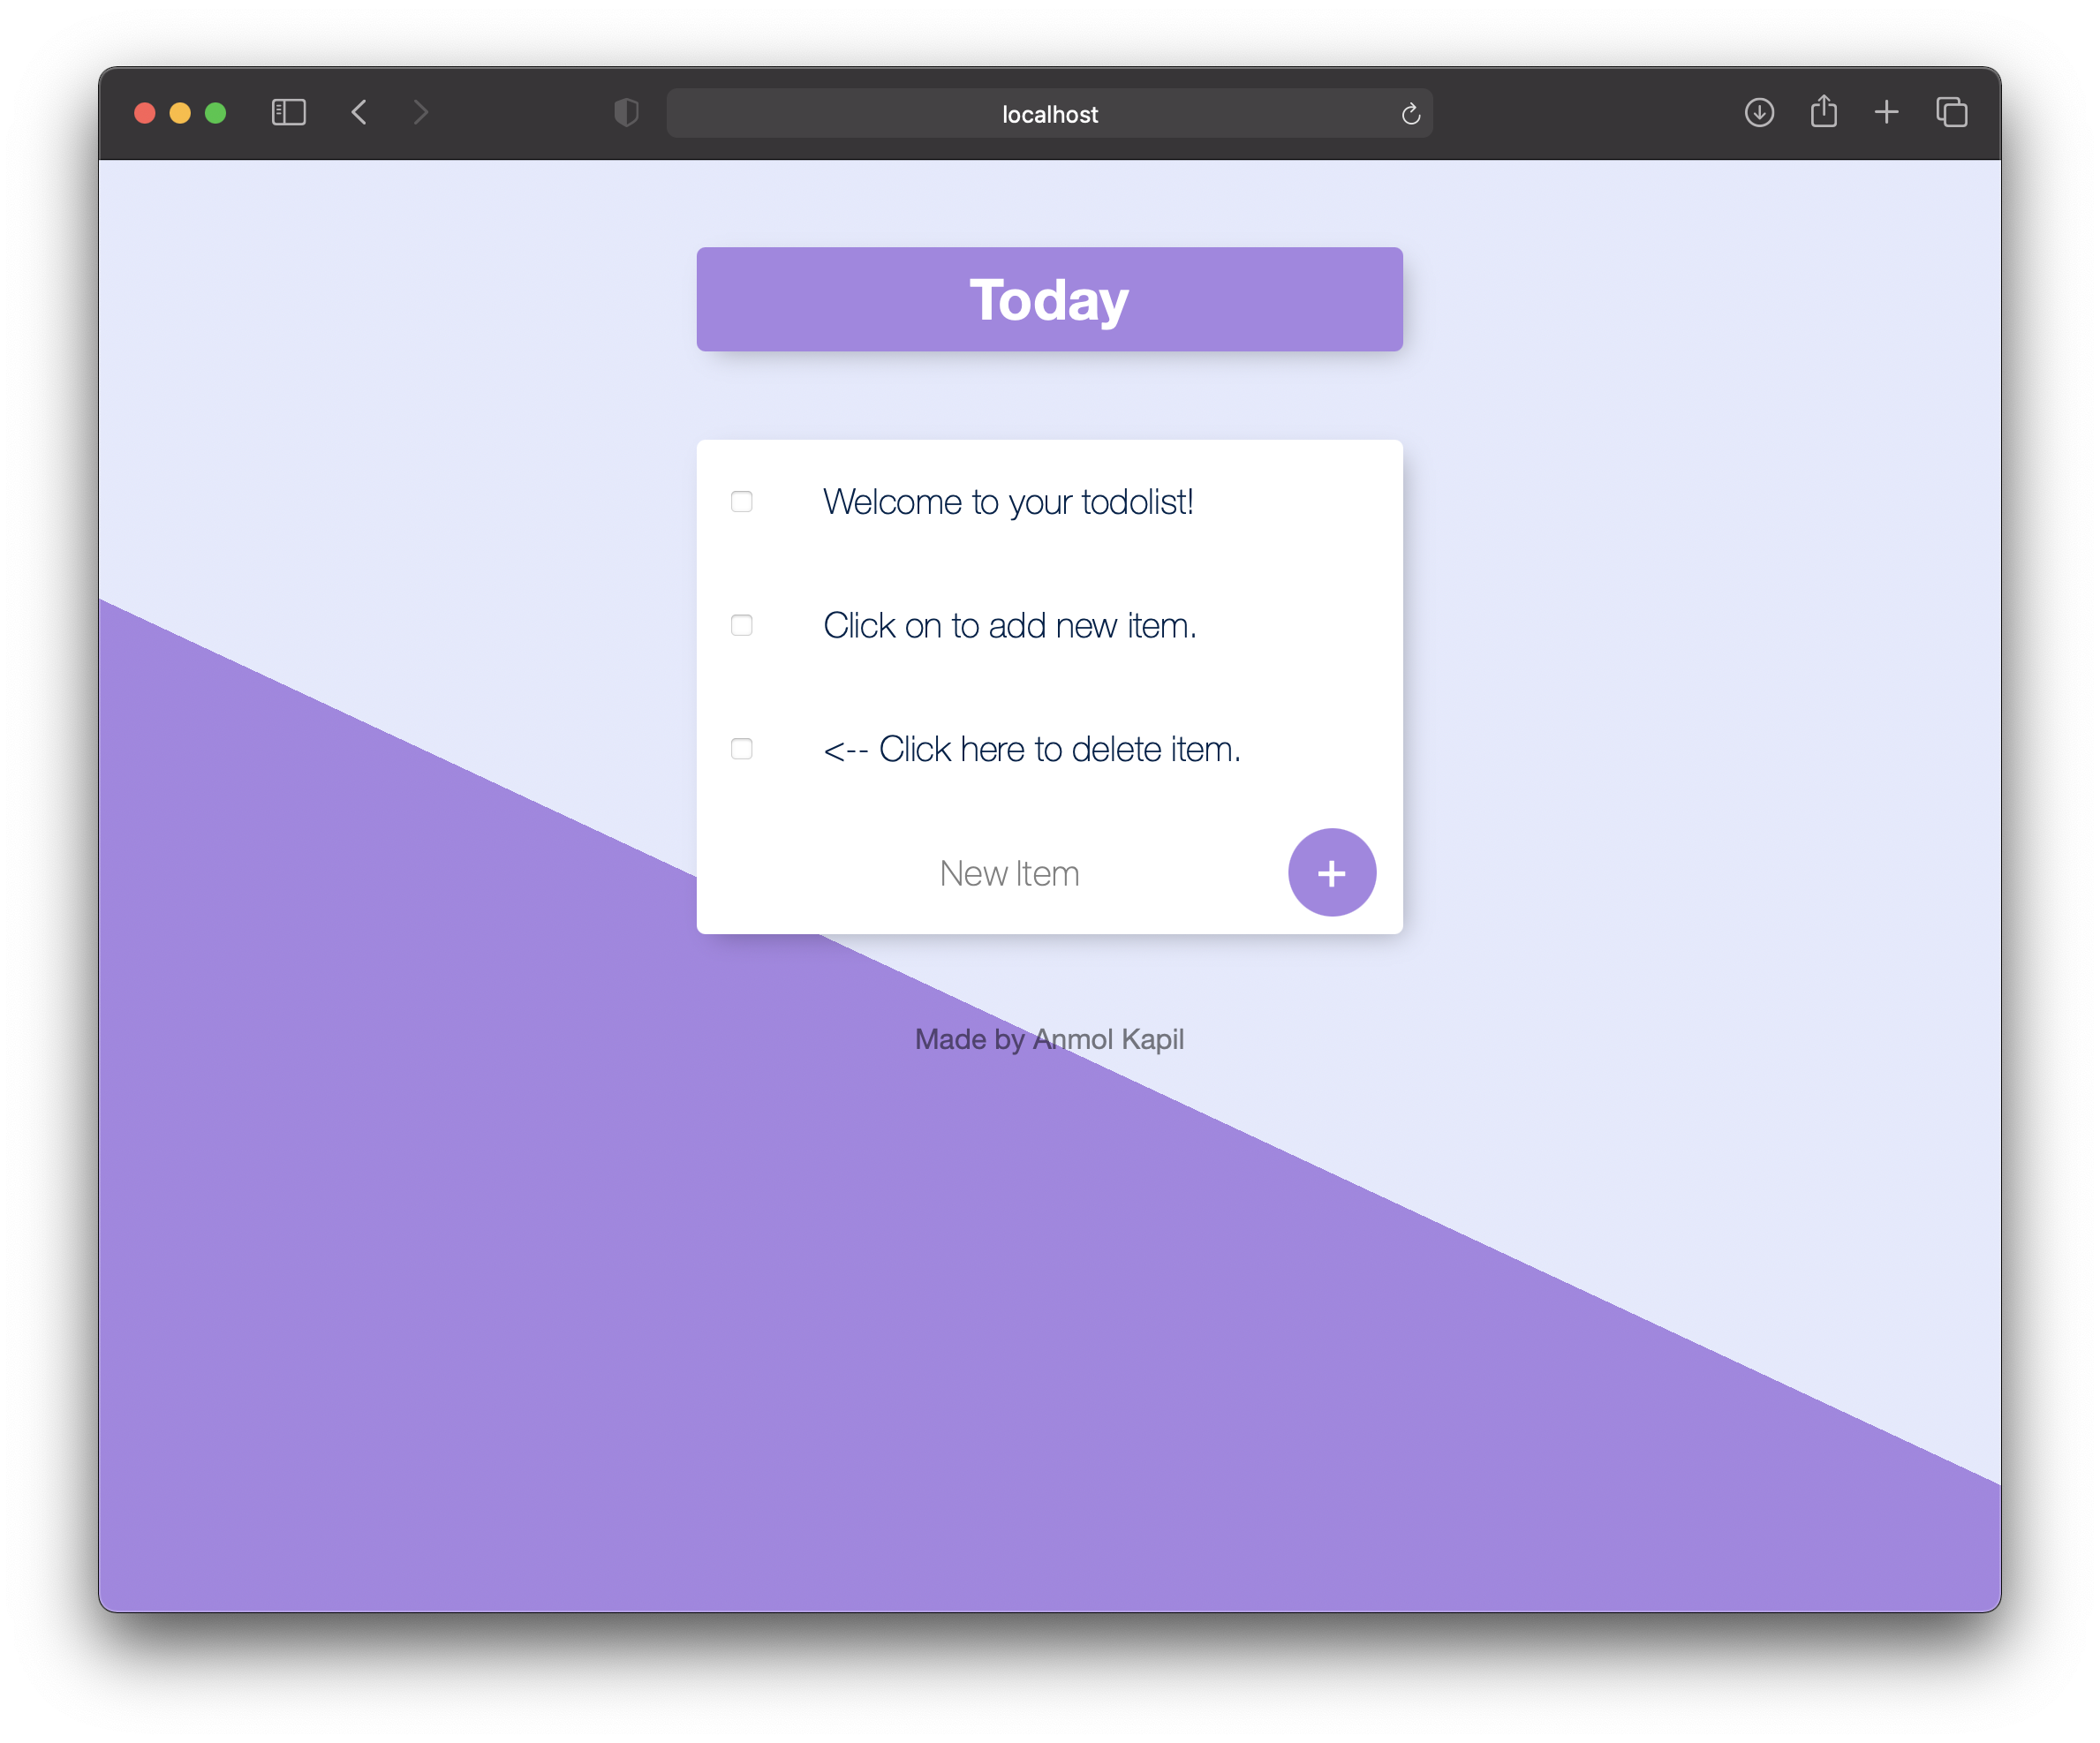 localhost
Today
Welcome to your todolist!
Click on to add new item.
<-- Click here to delete item.
New Item
+
Made by Anmol Kapil